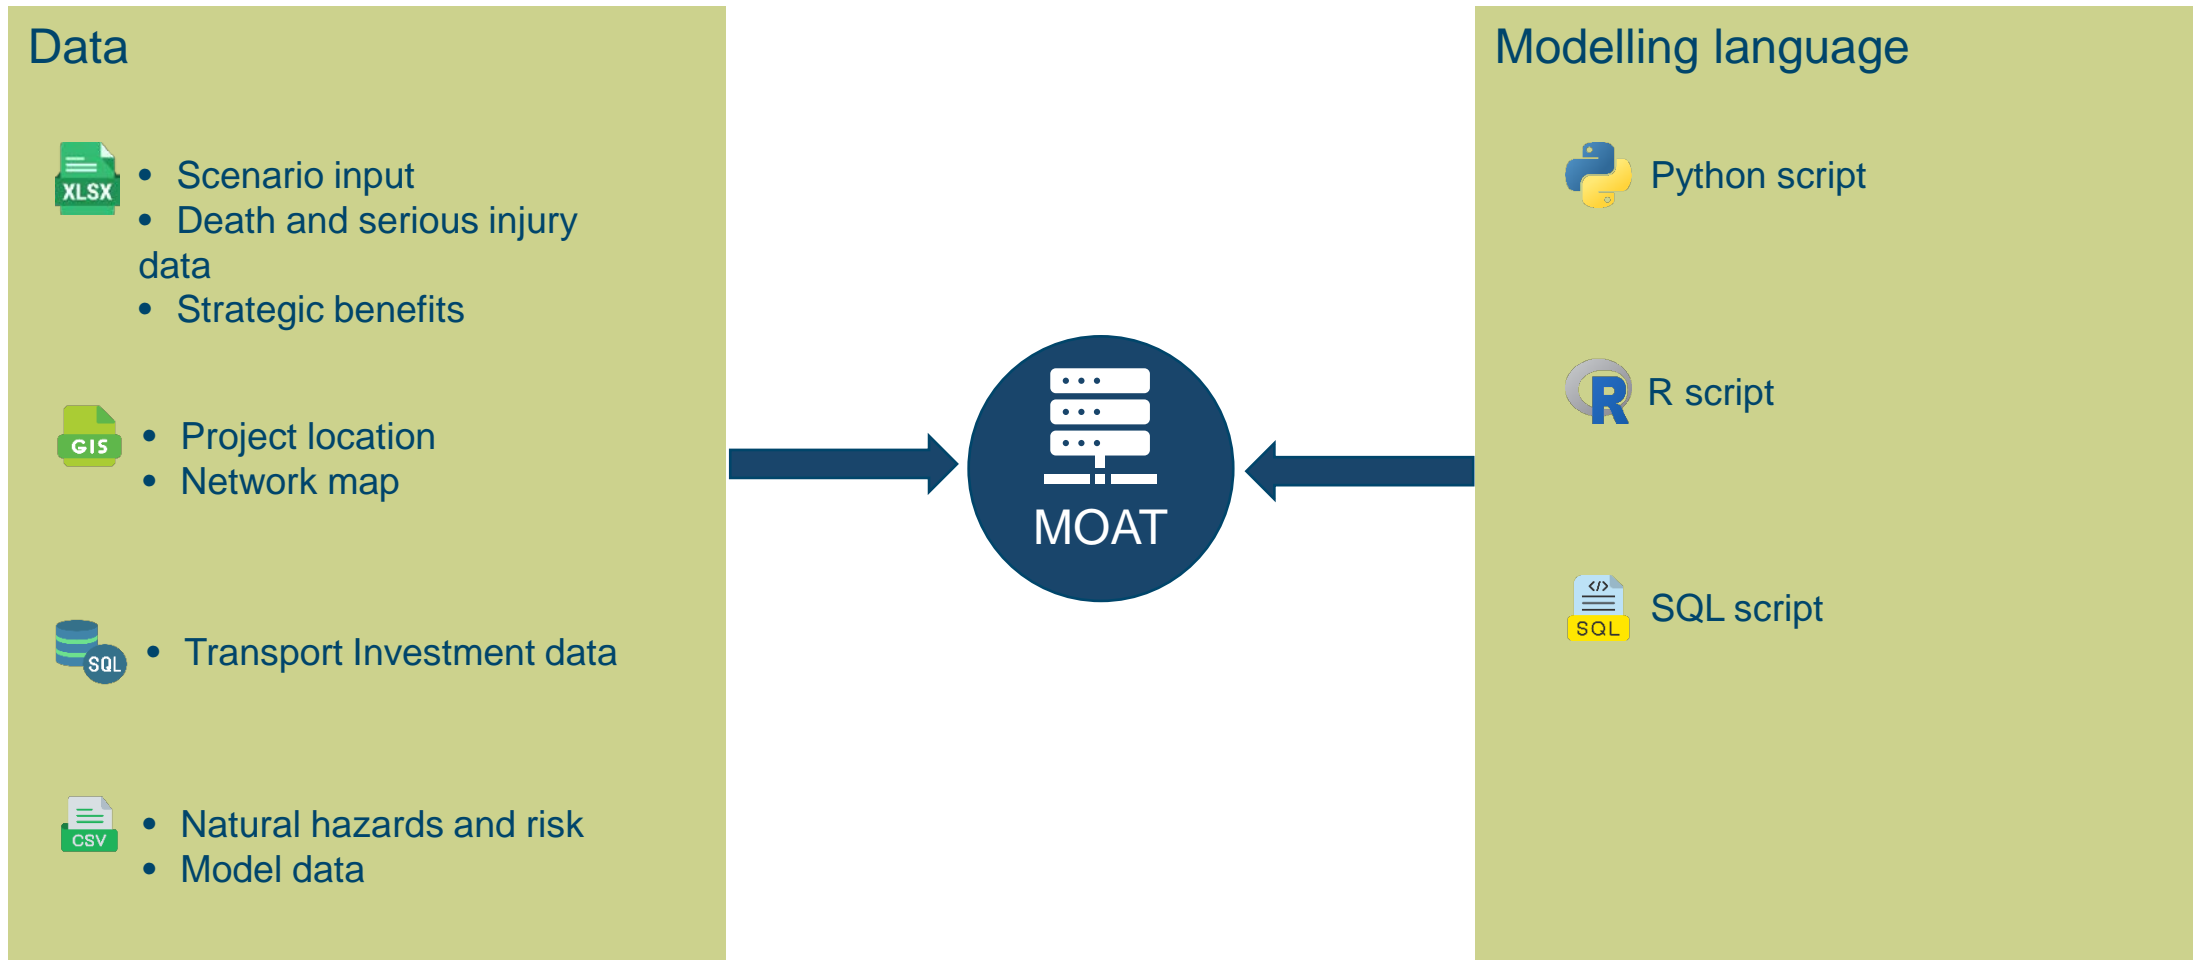 Data
XLSX
• Scenario input
• Death and serious injury
data
• Strategic benefits
GIS
• Project location
• Network map
SQL
• Transport Investment data
CSV
• Natural hazards and risk
• Model data
MOAT
Modelling language
Python script
R
R script
</>
SQL
SQL script